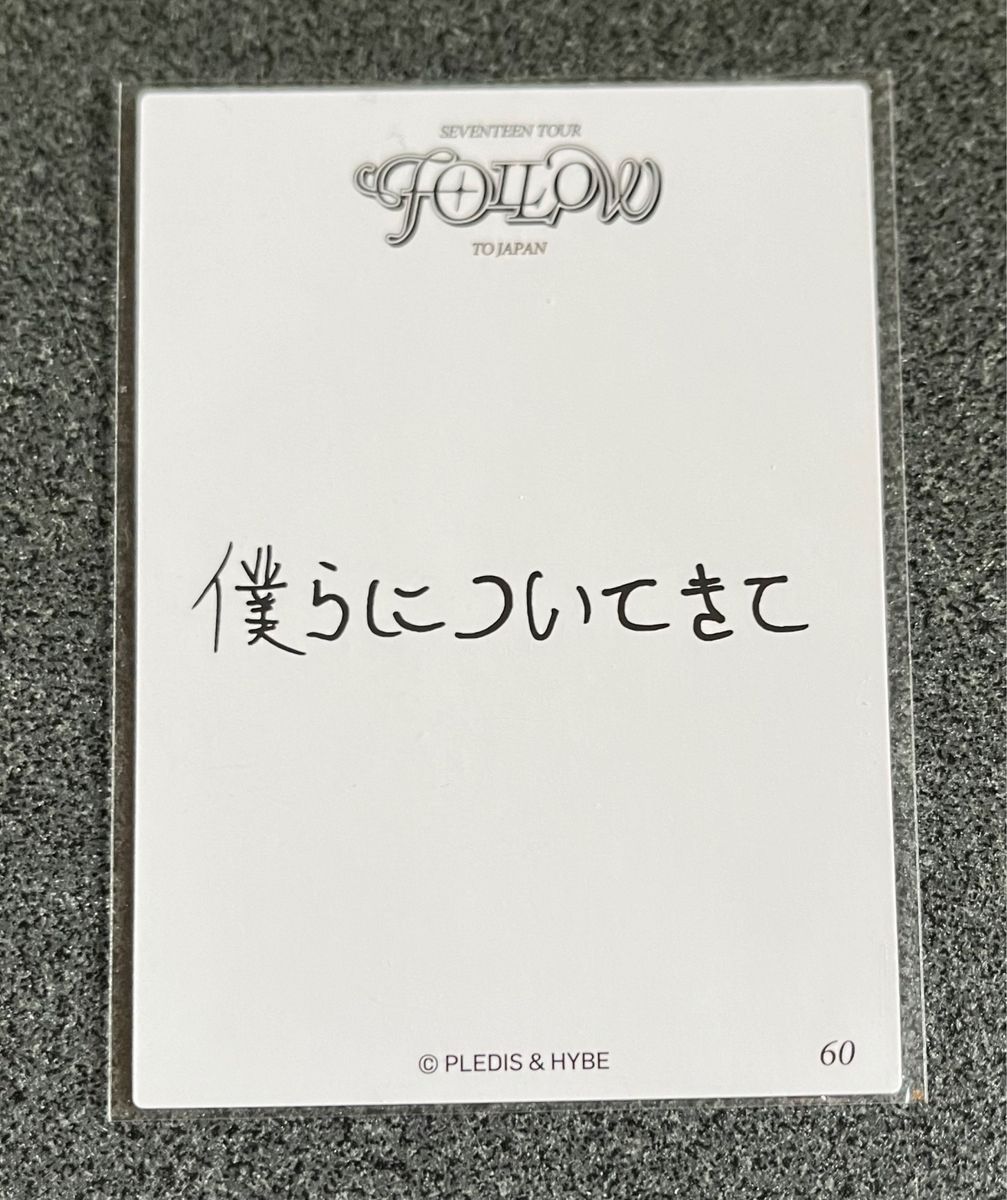 SEVENTEEN TOUR
FOLLOW
TO JAPAN
僕らについてきて
© PLEDIS & HYBE
60